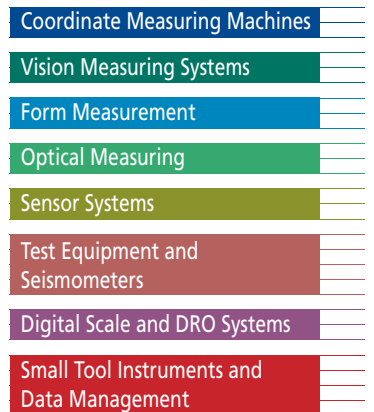 Coordinate Measuring Machines
Vision Measuring Systems
Form Measurement
Optical Measuring
Sensor Systems
Test Equipment and
Seismometers
Digital Scale and DRO Systems
Small Tool Instruments and
Data Management